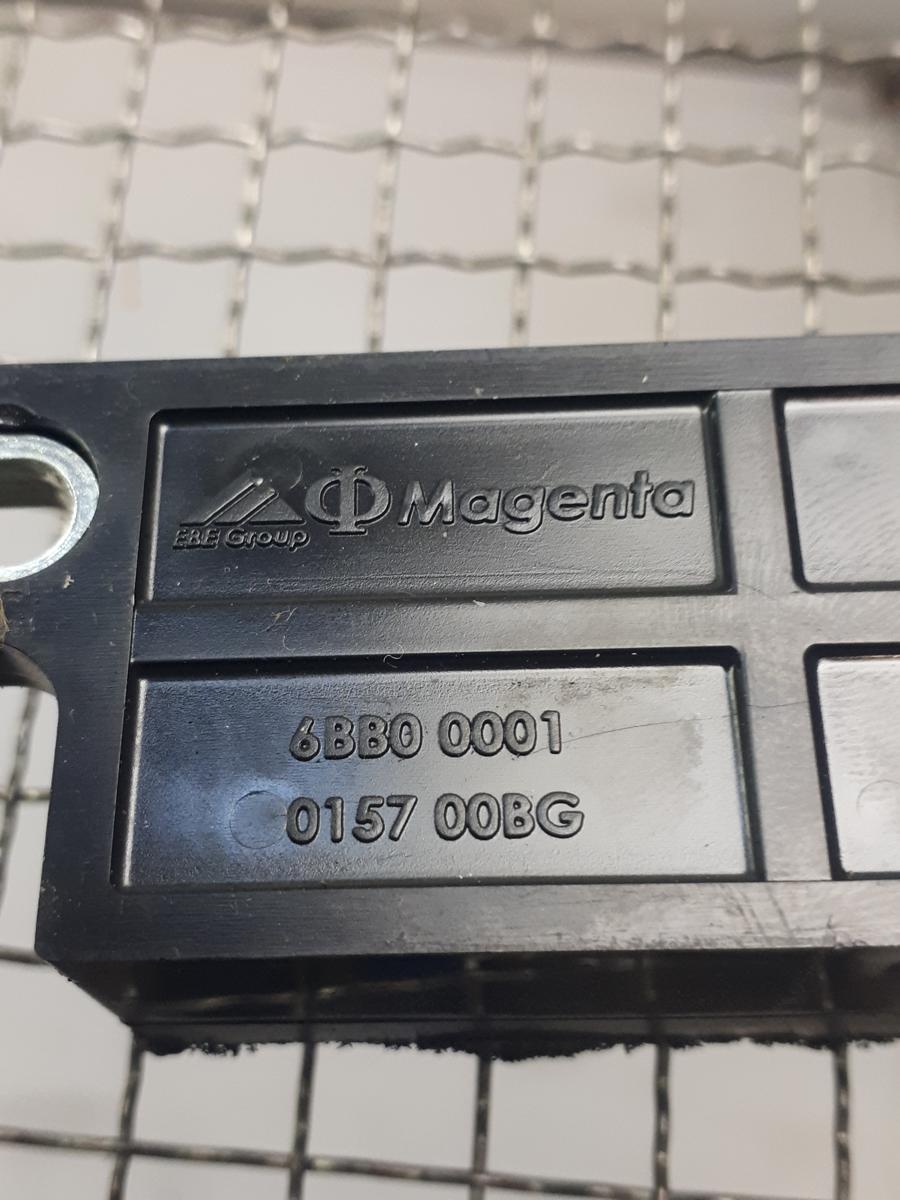 EBE Group Φ Magenta
6BB0 0001
0157 00BG